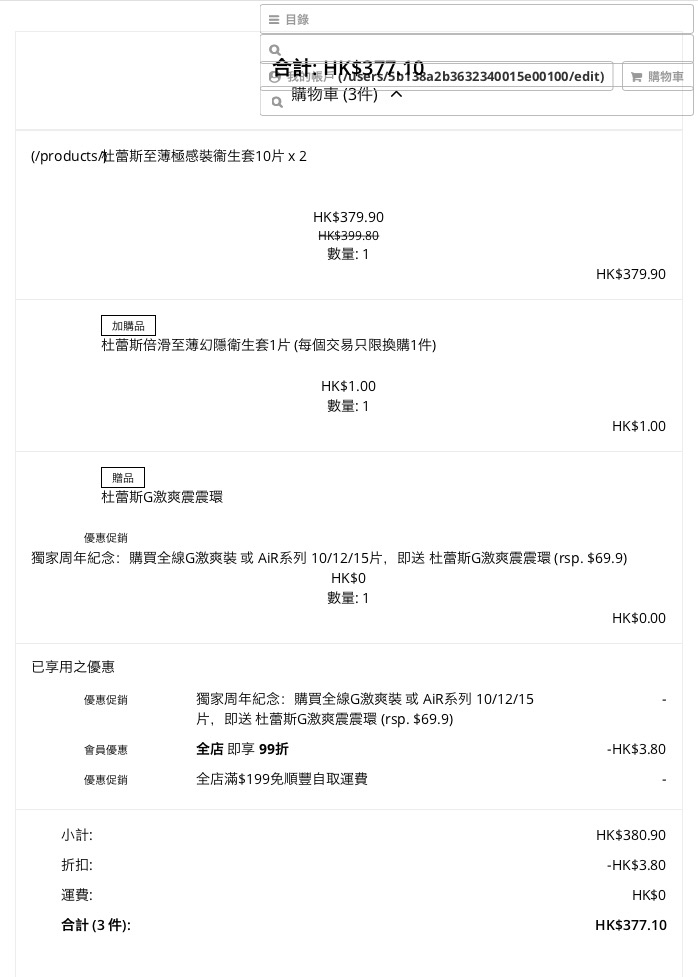 目錄
合計: HK$377.10
我的帳戶 (/users/5b138a2b3632340015e00100/edit)
購物車
購物車 (3件)
(/products/)
杜蕾斯至薄極感裝衞生套10片 x 2
HK$379.90
HK$399.80
數量: 1
HK$379.90
加購品
杜蕾斯倍滑至薄幻隱衛生套1片 (每個交易只限換購1件)
HK$1.00
數量: 1
HK$1.00
贈品
杜蕾斯G激爽震震環
優惠促銷
獨家周年紀念：購買全線G激爽裝 或 AiR系列 10/12/15片，即送 杜蕾斯G激爽震震環 (rsp. $69.9)
HK$0
數量: 1
HK$0.00
已享用之優惠
優惠促銷 獨家周年紀念：購買全線G激爽裝 或 AiR系列 10/12/15 -
片，即送 杜蕾斯G激爽震震環 (rsp. $69.9)
會員優惠 全店 即享 99折 -HK$3.80
優惠促銷 全店滿$199免順豐自取運費 -
小計: HK$380.90
折扣: -HK$3.80
運費: HK$0
合計 (3 件): HK$377.10